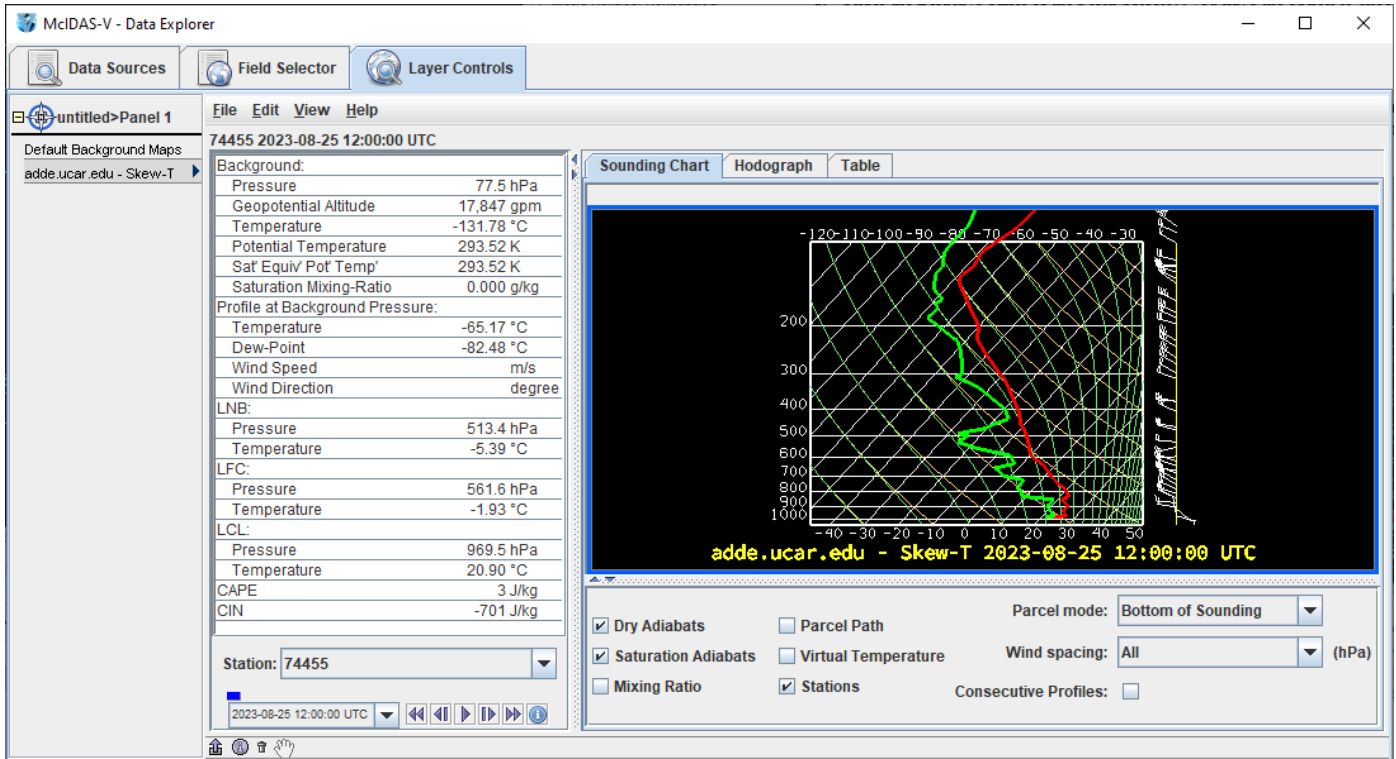 McIDAS-V - Data Explorer
Data Sources
Field Selector
Layer Controls
untitled>Panel 1
Default Background Maps
adde.ucar.edu - Skew-T
File Edit View Help
74455 2023-08-25 12:00:00 UTC
Background:
Pressure 77.5 hPa
Geopotential Altitude 17,847 gpm
Temperature -131.78 °C
Potential Temperature 293.52 K
Sat' Equiv' Pot' Temp' 293.52 K
Saturation Mixing-Ratio 0.000 g/kg
Profile at Background Pressure:
Temperature -65.17 °C
Dew-Point -82.48 °C
Wind Speed m/s
Wind Direction degree
LNB:
Pressure 513.4 hPa
Temperature -5.39 °C
LFC:
Pressure 561.6 hPa
Temperature -1.93 °C
LCL:
Pressure 969.5 hPa
Temperature 20.90 °C
CAPE 3 J/kg
CIN -701 J/kg
Station: 74455
2023-08-25 12:00:00 UTC
Sounding Chart Hodograph Table
-120 -110 -100 -90 -80 -70 -60 -50 -40 -30
200
300
400
500
600
700
800
900
1000
-40 -30 -20 -10 0 10 20 30 40 50
adde.ucar.edu - Skew-T 2023-08-25 12:00:00 UTC
Parcel mode: Bottom of Sounding
Dry Adiabats Parcel Path
Wind spacing: All (hPa)
Saturation Adiabats Virtual Temperature
Mixing Ratio Stations
Consecutive Profiles: